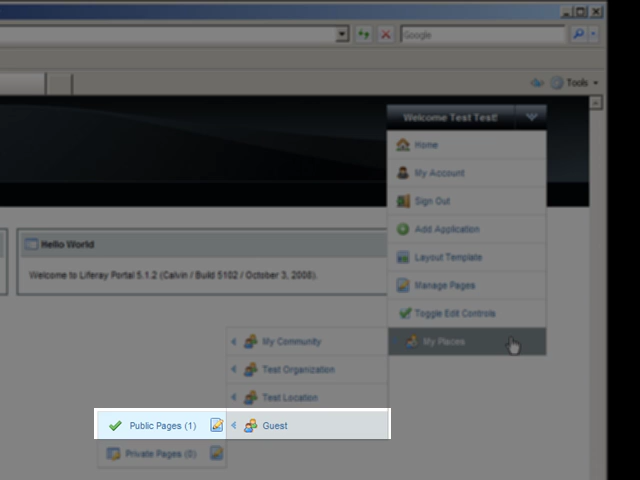 Google
Tools
Welcome Test Test!
Home
My Account
Sign Out
Add Application
Layout Template
Manage Pages
Toggle Edit Controls
My Places
Hello World
Welcome to Liferay Portal 5.1.2 (Calvin / Build 5102 / October 3, 2008).
My Community
Test Organization
Test Location
Public Pages (1) Guest
Private Pages (0)